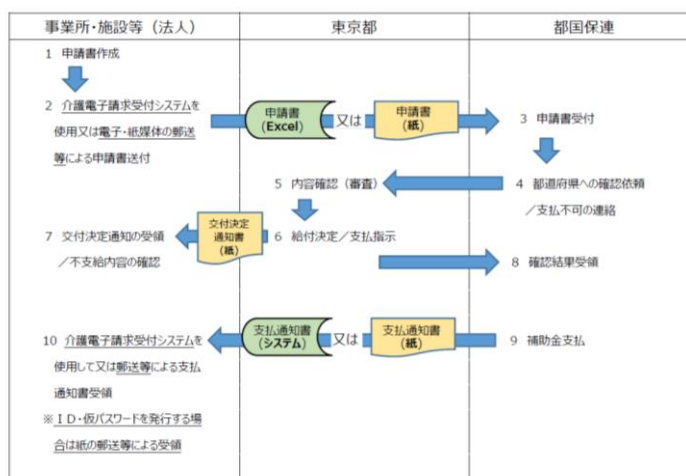 事業所・施設等（法人）
東京都
都国保連
1 申請書作成
2 介護電子請求受付システムを
使用又は電子・紙媒体の郵送
等による申請書送付
申請書
(Excel)
又は
申請書
(紙)
3 申請書受付
4 都道府県への確認依頼
／支払不可の連絡
5 内容確認（審査）
6 給付決定／支払指示
交付決定
通知書
(紙)
7 交付決定通知の受領
／不支給内容の確認
8 確認結果受領
9 補助金支払
支払通知書
(紙)
又は
支払通知書
(システム)
10 介護電子請求受付システムを
使用して又は郵送等による支払
通知書受領
※ＩＤ・仮パスワードを発行する場
合は紙の郵送等による受領